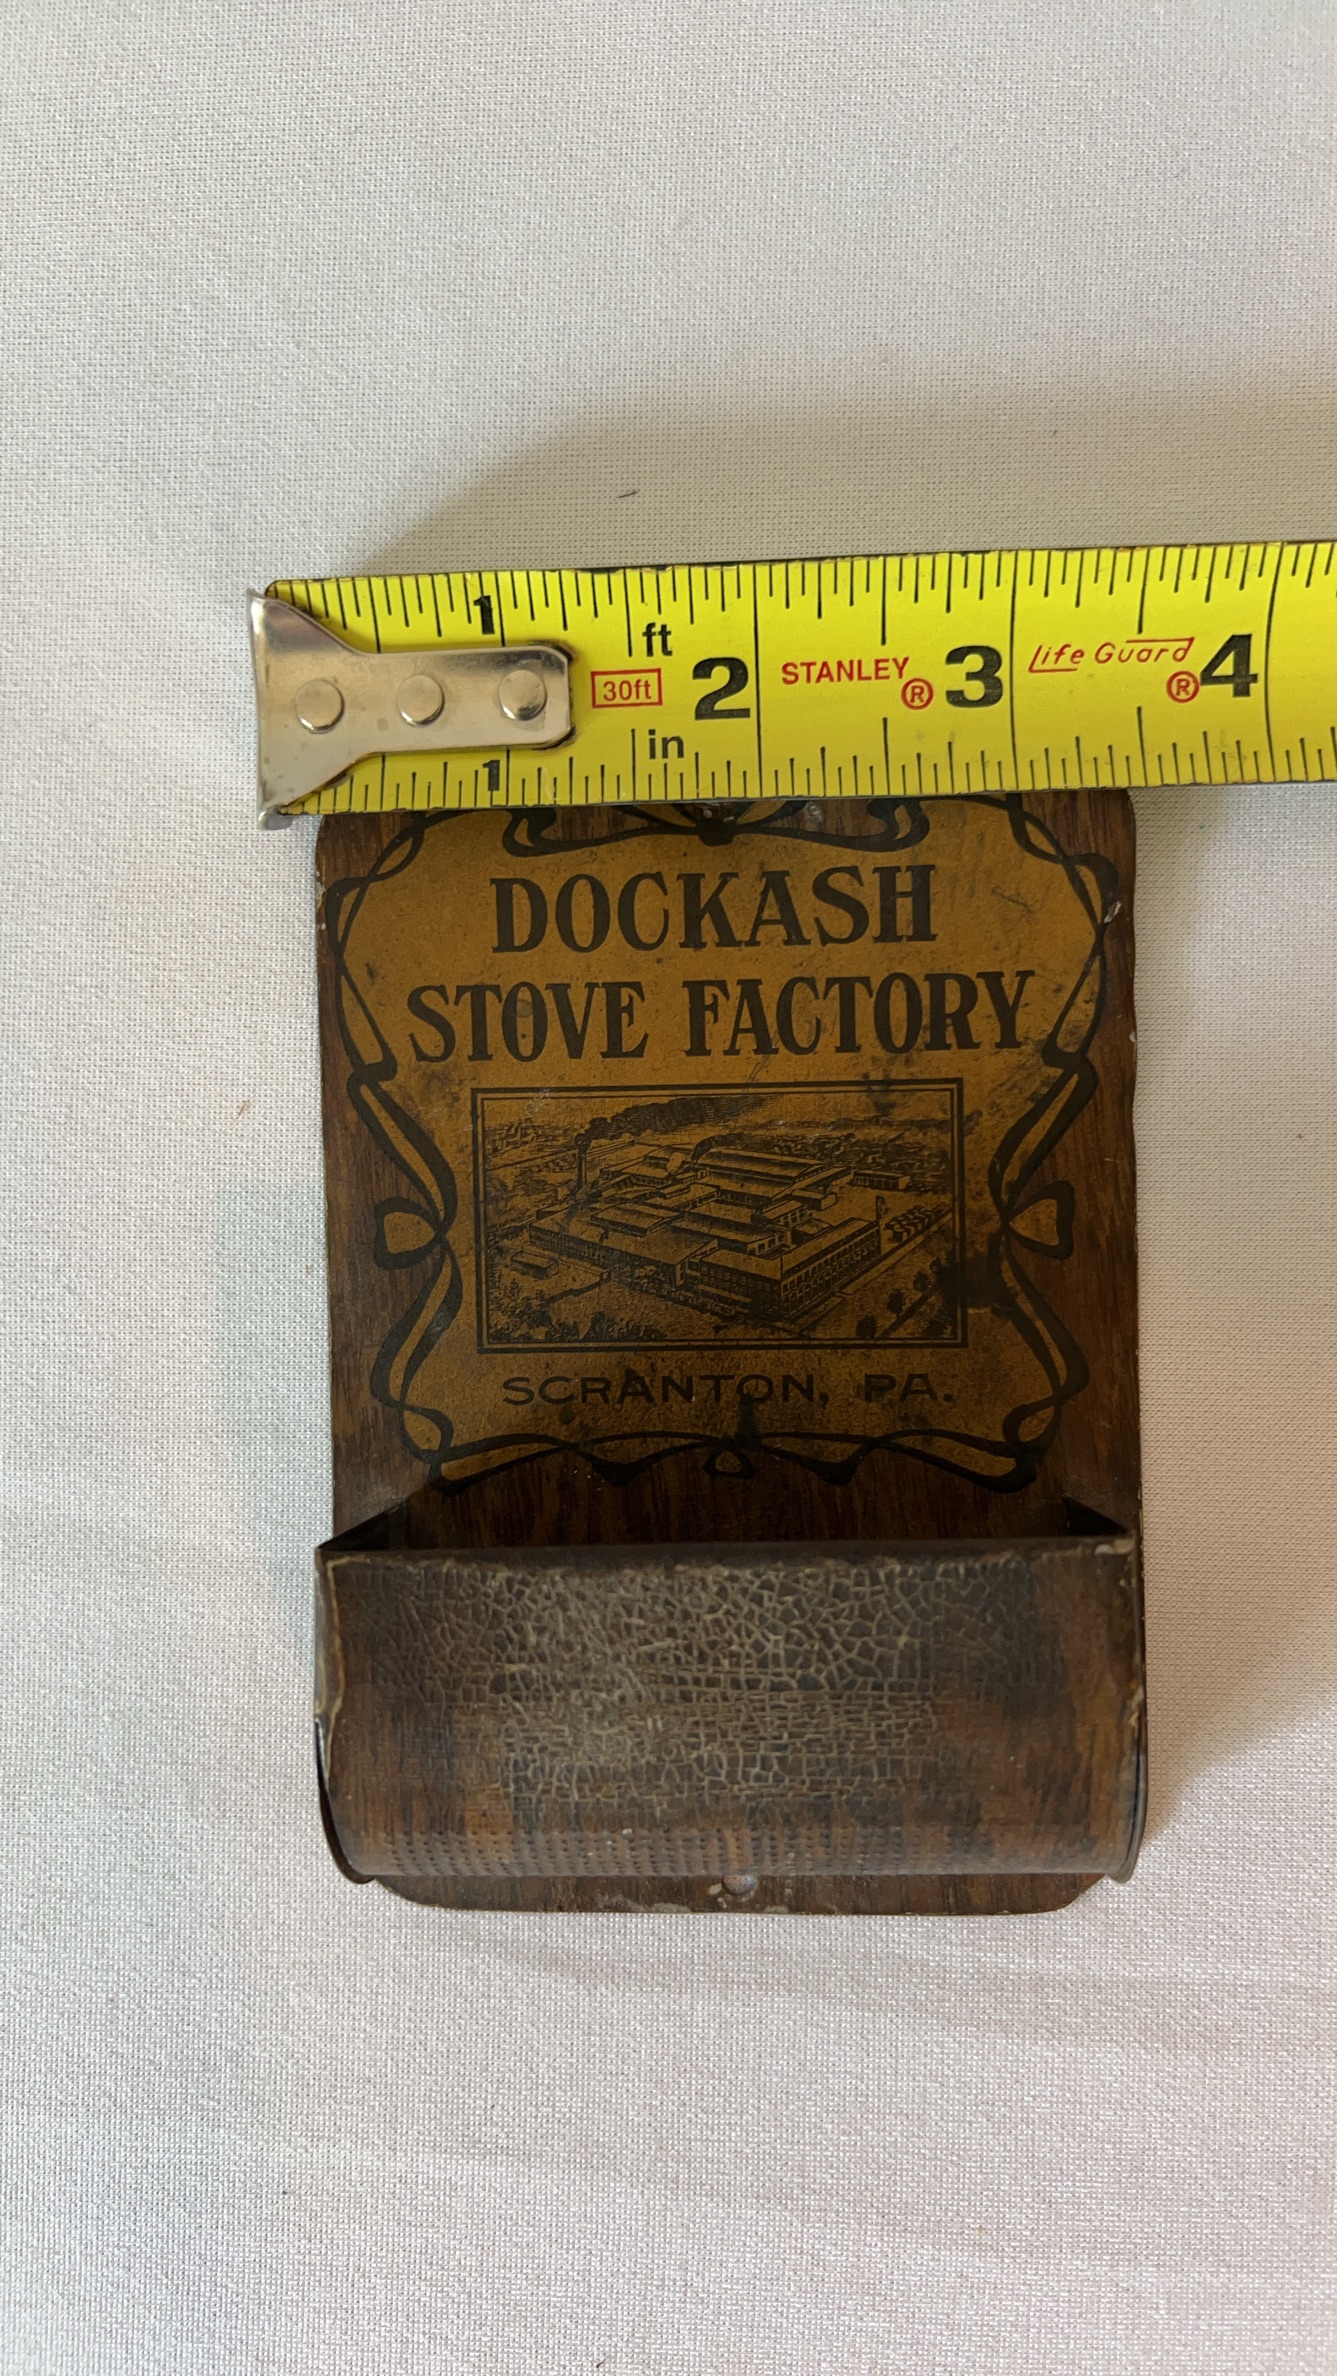 1 ft
30ft 2 STANLEY® 3 Life Guard® 4
1 in
DOCKASH
STOVE FACTORY
SCRANTON, PA.